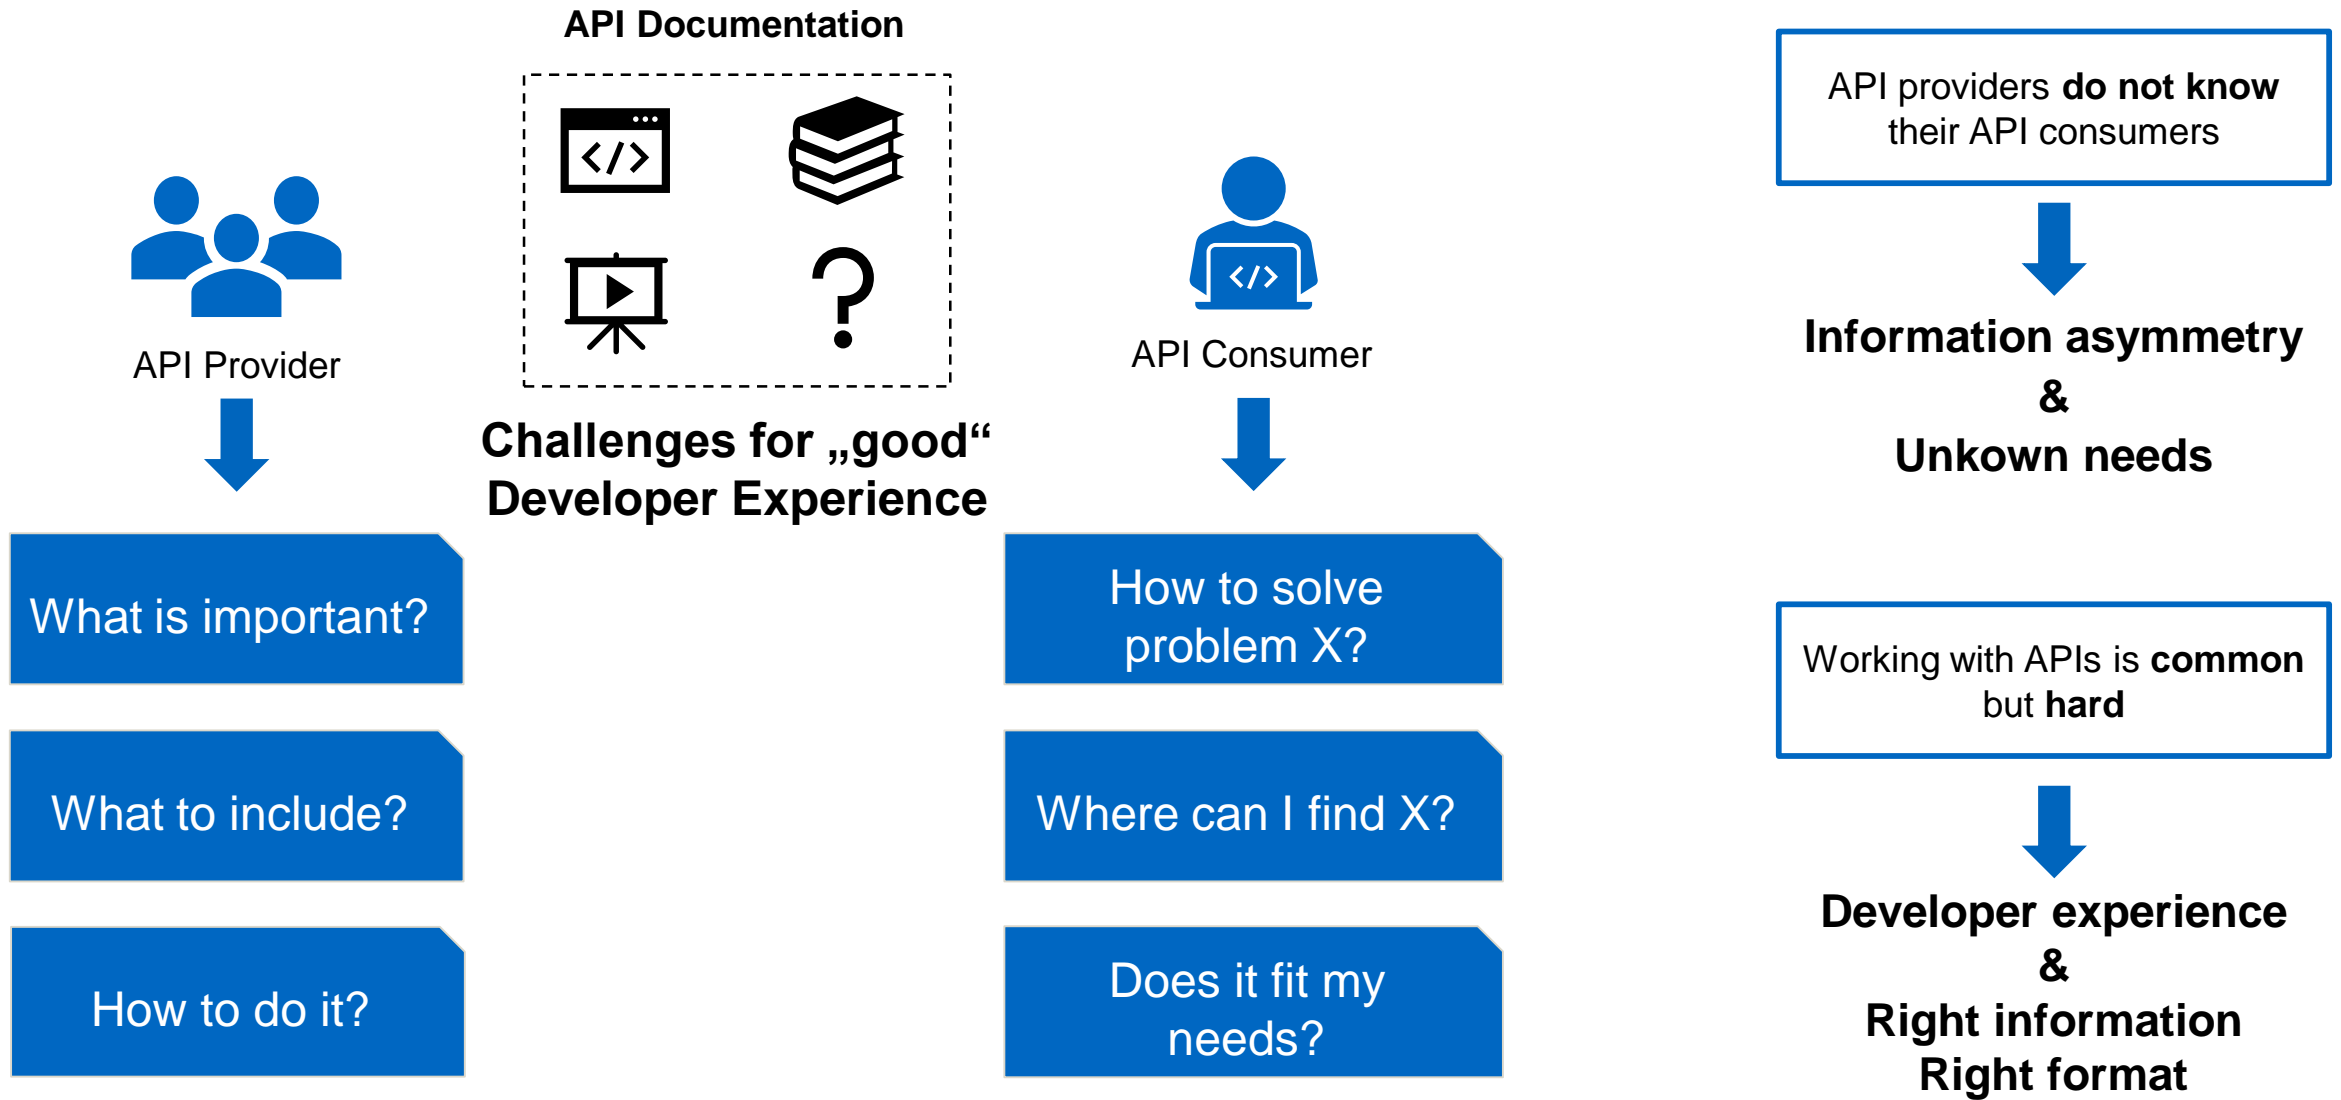 API Documentation
</>
API Provider
Challenges for „good“
Developer Experience
</>
API Consumer
What is important?
What to include?
How to do it?
How to solve
problem X?
Where can I find X?
Does it fit my
needs?
API providers do not know
their API consumers
Information asymmetry
&
Unkown needs
Working with APIs is common
but hard
Developer experience
&
Right information
Right format